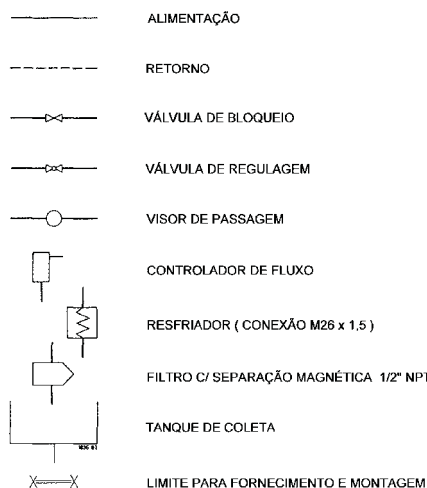 ALIMENTAÇÃO
RETORNO
VÁLVULA DE BLOQUEIO
VÁLVULA DE REGULAGEM
VISOR DE PASSAGEM
CONTROLADOR DE FLUXO
RESFRIADOR ( CONEXÃO M26 x 1,5 )
FILTRO C/ SEPARAÇÃO MAGNÉTICA 1/2" NPT
TANQUE DE COLETA
LIMITE PARA FORNECIMENTO E MONTAGEM